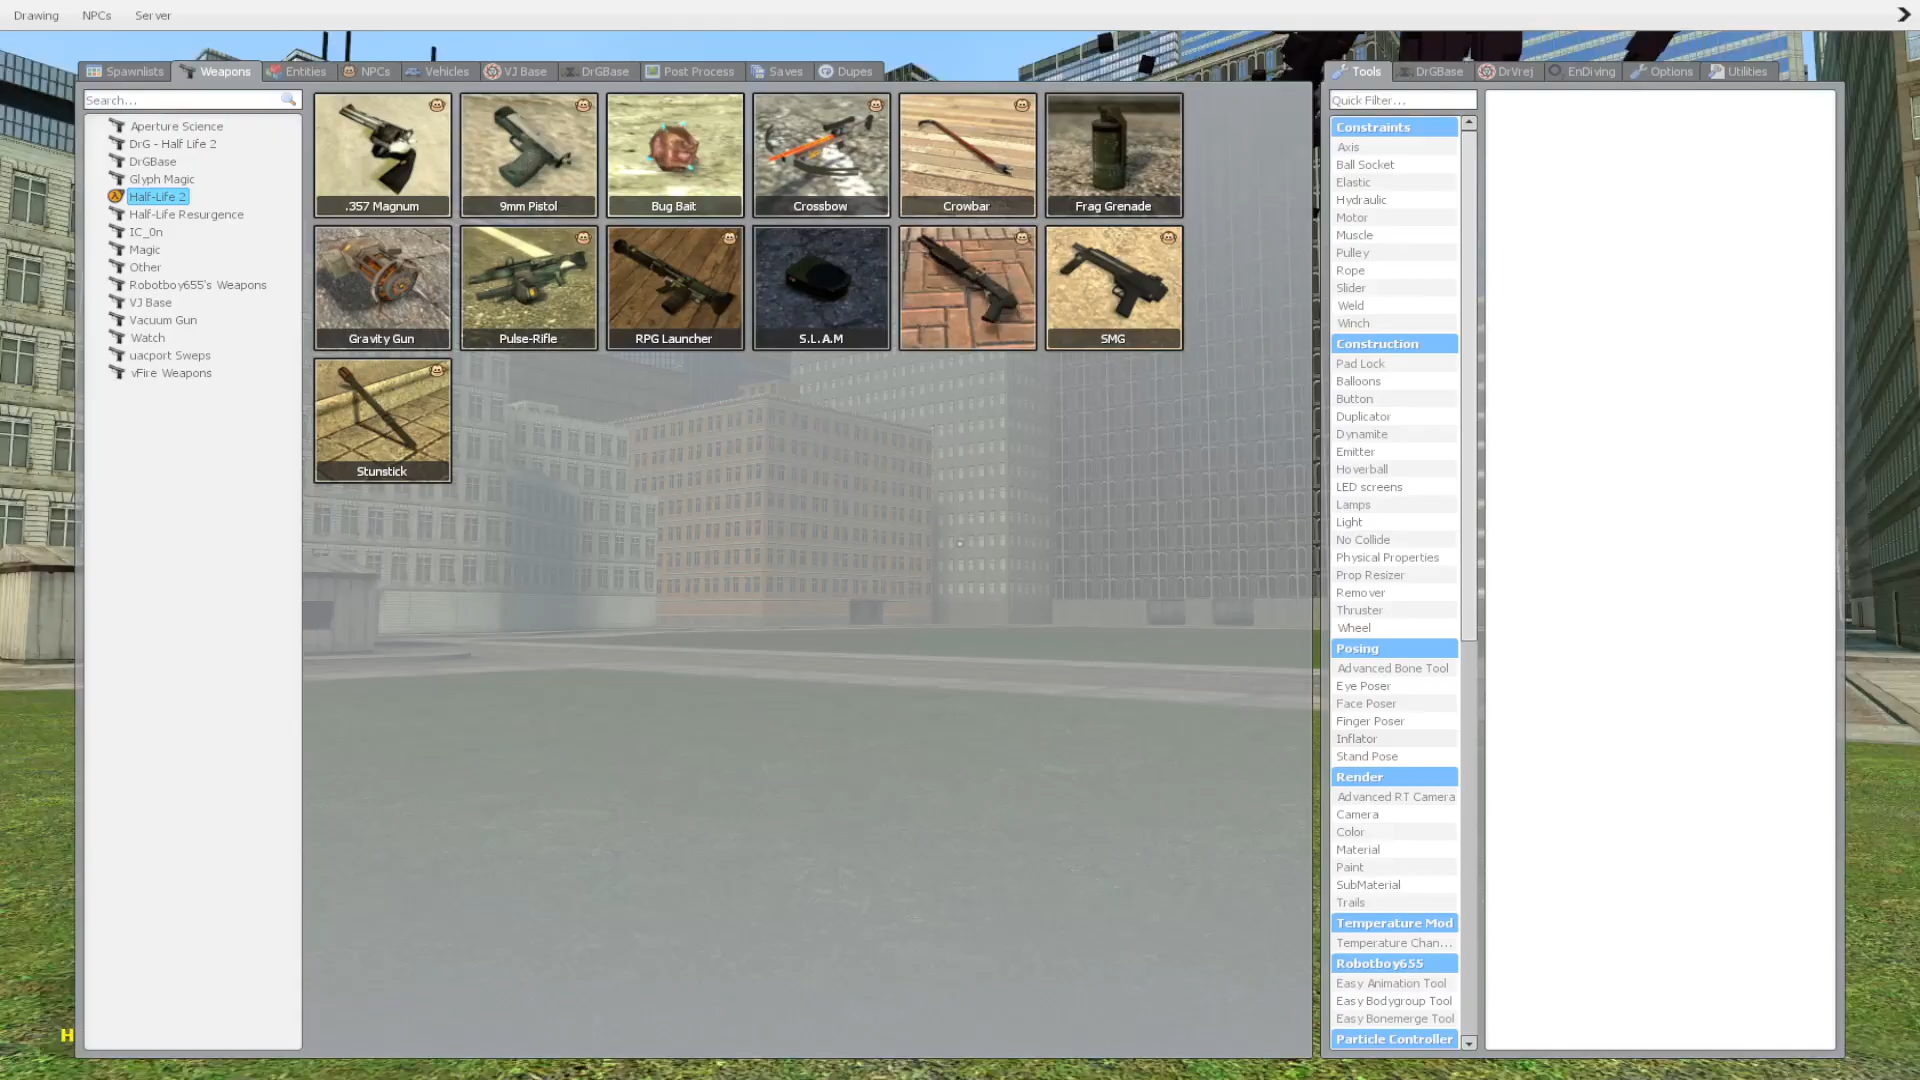 Drawing NPCs Server
Spawnlists Weapons Entities NPCs Vehicles VJ Base DrGBase Post Process Saves Dupes
Search...
Aperture Science
DrG - Half Life 2
DrGBase
Glyph Magic
Half-Life 2
Half-Life Resurgence
IC_0n
Magic
Other
Robotboy655's Weapons
VJ Base
Vacuum Gun
Watch
uacport Sweps
vFire Weapons
.357 Magnum 9mm Pistol Bug Bait Crossbow Crowbar Frag Grenade
Gravity Gun Pulse-Rifle RPG Launcher S.L.A.M SMG
Stunstick
H
Tools DrGBase DrVrej EnDiving Options Utilities
Quick Filter...
Constraints
Axis
Ball Socket
Elastic
Hydraulic
Motor
Muscle
Pulley
Rope
Slider
Weld
Winch
Construction
Pad Lock
Balloons
Button
Duplicator
Dynamite
Emitter
Hoverball
LED screens
Lamps
Light
No Collide
Physical Properties
Prop Resizer
Remover
Thruster
Wheel
Posing
Advanced Bone Tool
Eye Poser
Face Poser
Finger Poser
Inflator
Stand Pose
Render
Advanced RT Camera
Camera
Color
Material
Paint
SubMaterial
Trails
Temperature Mod
Temperature Chan...
Robotboy655
Easy Animation Tool
Easy Bodygroup Tool
Easy Bonemerge Tool
Particle Controller